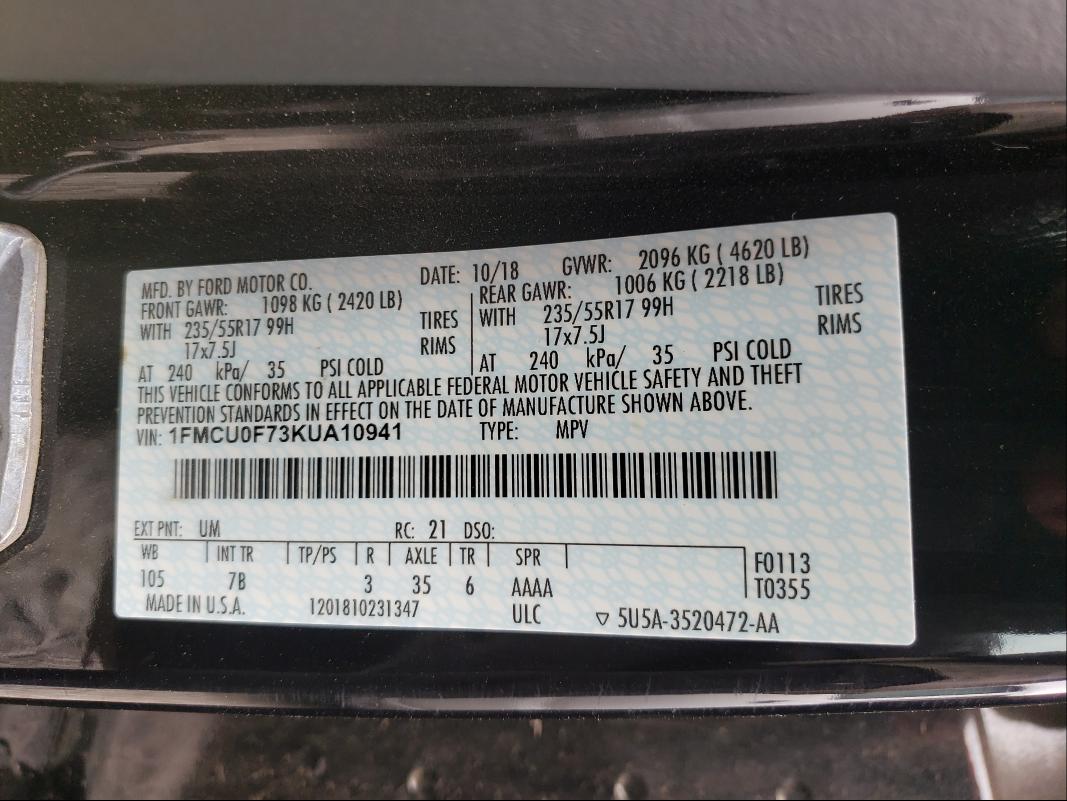 MFD. BY FORD MOTOR CO. DATE: 10/18 GVWR: 2096 KG ( 4620 LB)
FRONT GAWR: 1098 KG ( 2420 LB) REAR GAWR: 1006 KG ( 2218 LB)
WITH 235/55R17 99H TIRES WITH 235/55R17 99H TIRES
17x7.5J RIMS 17x7.5J RIMS
AT 240 kPa/ 35 PSI COLD AT 240 kPa/ 35 PSI COLD
THIS VEHICLE CONFORMS TO ALL APPLICABLE FEDERAL MOTOR VEHICLE SAFETY AND THEFT
PREVENTION STANDARDS IN EFFECT ON THE DATE OF MANUFACTURE SHOWN ABOVE.
VIN: 1FMCU0F73KUA10941 TYPE: MPV
EXT PNT: UM RC: 21 DSO:
WB INT TR TP/PS R AXLE TR SPR F0113
105 7B 3 35 6 AAAA T0355
MADE IN U.S.A. 1201810231347 ULC ▽ 5U5A-3520472-AA